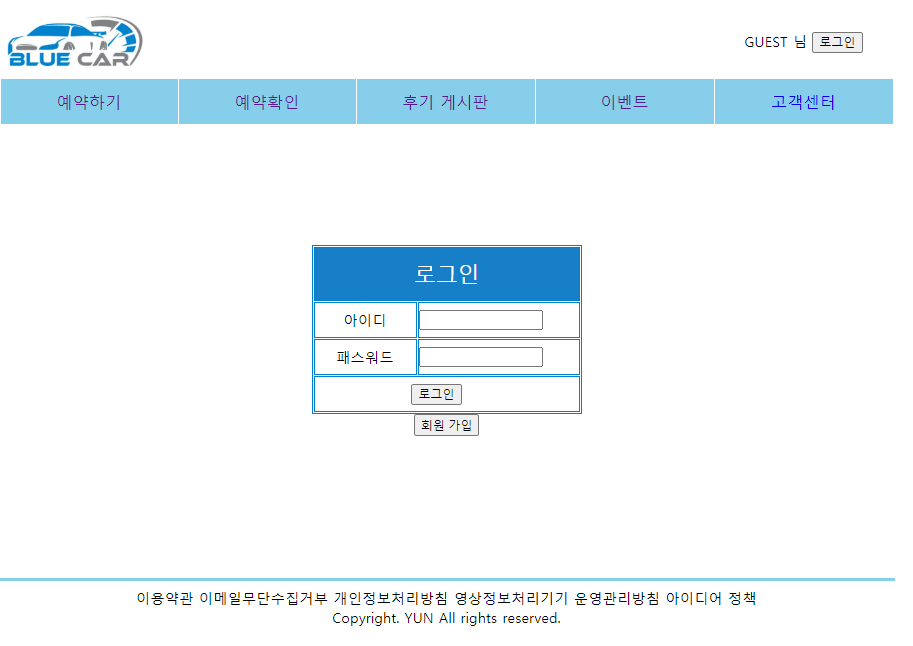 BLUE CAR
GUEST 님 로그인
예약하기 예약확인 후기 게시판 이벤트 고객센터
로그인
아이디
패스워드
로그인
회원 가입
이용약관 이메일무단수집거부 개인정보처리방침 영상정보처리기기 운영관리방침 아이디어 정책
Copyright. YUN All rights reserved.